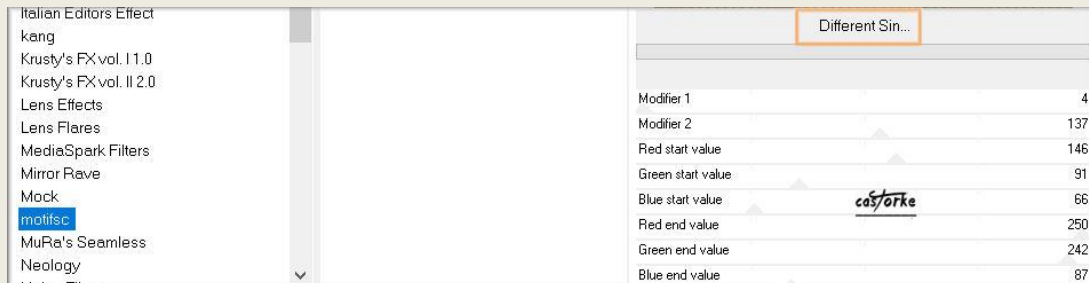 Italian Editors Effect
kang
Krusty's FX vol. I 1.0
Krusty's FX vol. II 2.0
Lens Effects
Lens Flares
MediaSpark Filters
Mirror Rave
Mock
motifsc
MuRa's Seamless
Neology
Different Sin...
Modifier 1 4
Modifier 2 137
Red start value 146
Green start value 91
Blue start value 66
castorke
Red end value 250
Green end value 242
Blue end value 87